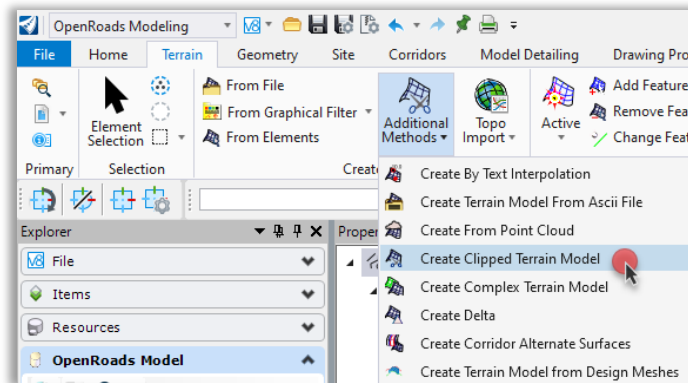 OpenRoads Modeling
File Home Terrain Geometry Site Corridors Model Detailing Drawing Pro
Element
Selection
From File
From Graphical Filter
From Elements
Additional
Methods
Topo
Import
Active
Add Feature
Remove Fea
Change Feat
Primary Selection Creat
Create By Text Interpolation
Create Terrain Model From Ascii File
Create From Point Cloud
Create Clipped Terrain Model
Create Complex Terrain Model
Create Delta
Create Corridor Alternate Surfaces
Create Terrain Model from Design Meshes
Explorer
Proper
File
Items
Resources
OpenRoads Model